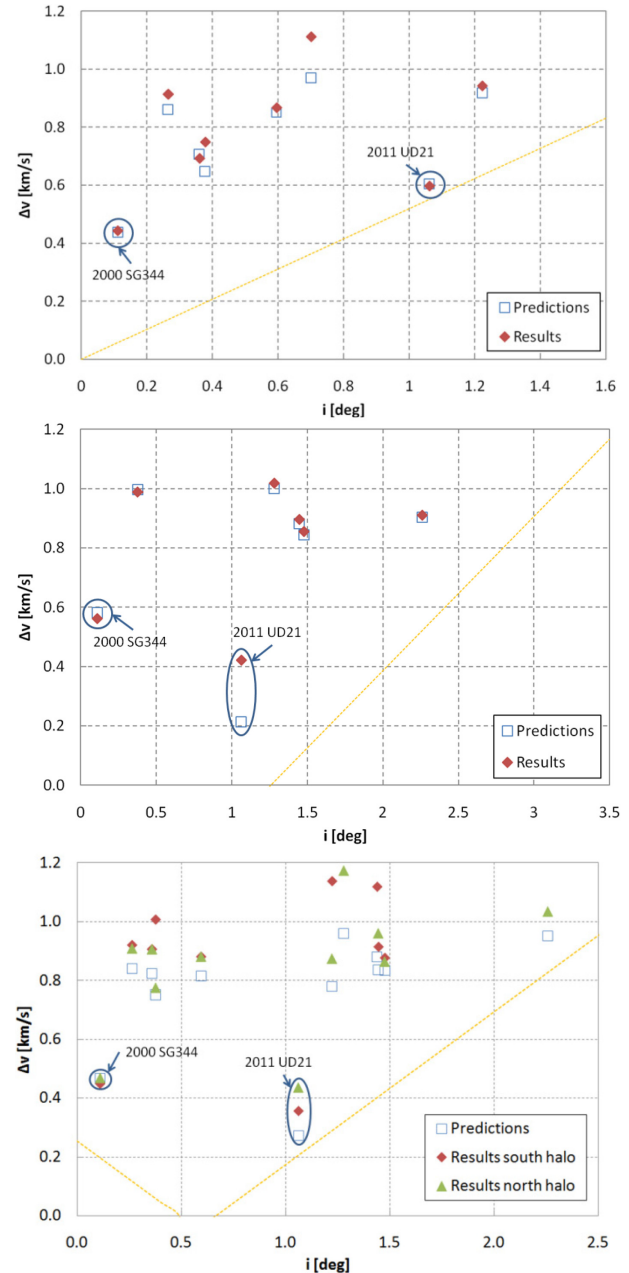 1.2
1.0
0.8
0.6
0.4
0.2
0.0
Δv [km/s]
2011 UD21
2000 SG344
Predictions
Results
0 0.2 0.4 0.6 0.8 1 1.2 1.4 1.6
i [deg]
1.2
1.0
0.8
0.6
0.4
0.2
0.0
Δv [km/s]
2000 SG344
2011 UD21
Predictions
Results
0 0.5 1 1.5 2 2.5 3 3.5
i [deg]
1.2
1.0
0.8
0.6
0.4
0.2
0.0
Δv [km/s]
2000 SG344
2011 UD21
Predictions
Results south halo
Results north halo
0.0 0.5 1.0 1.5 2.0 2.5
i [deg]